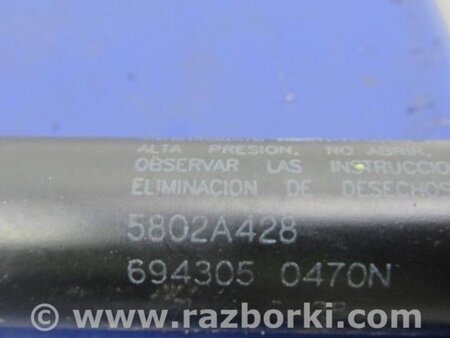 ALTA PRESION. NO ABRIR.
OBSERVAR LAS INSTRUCCIO
ELIMINACION DE DESECHOS
5802A428
694305 0470N
www.razborki.com